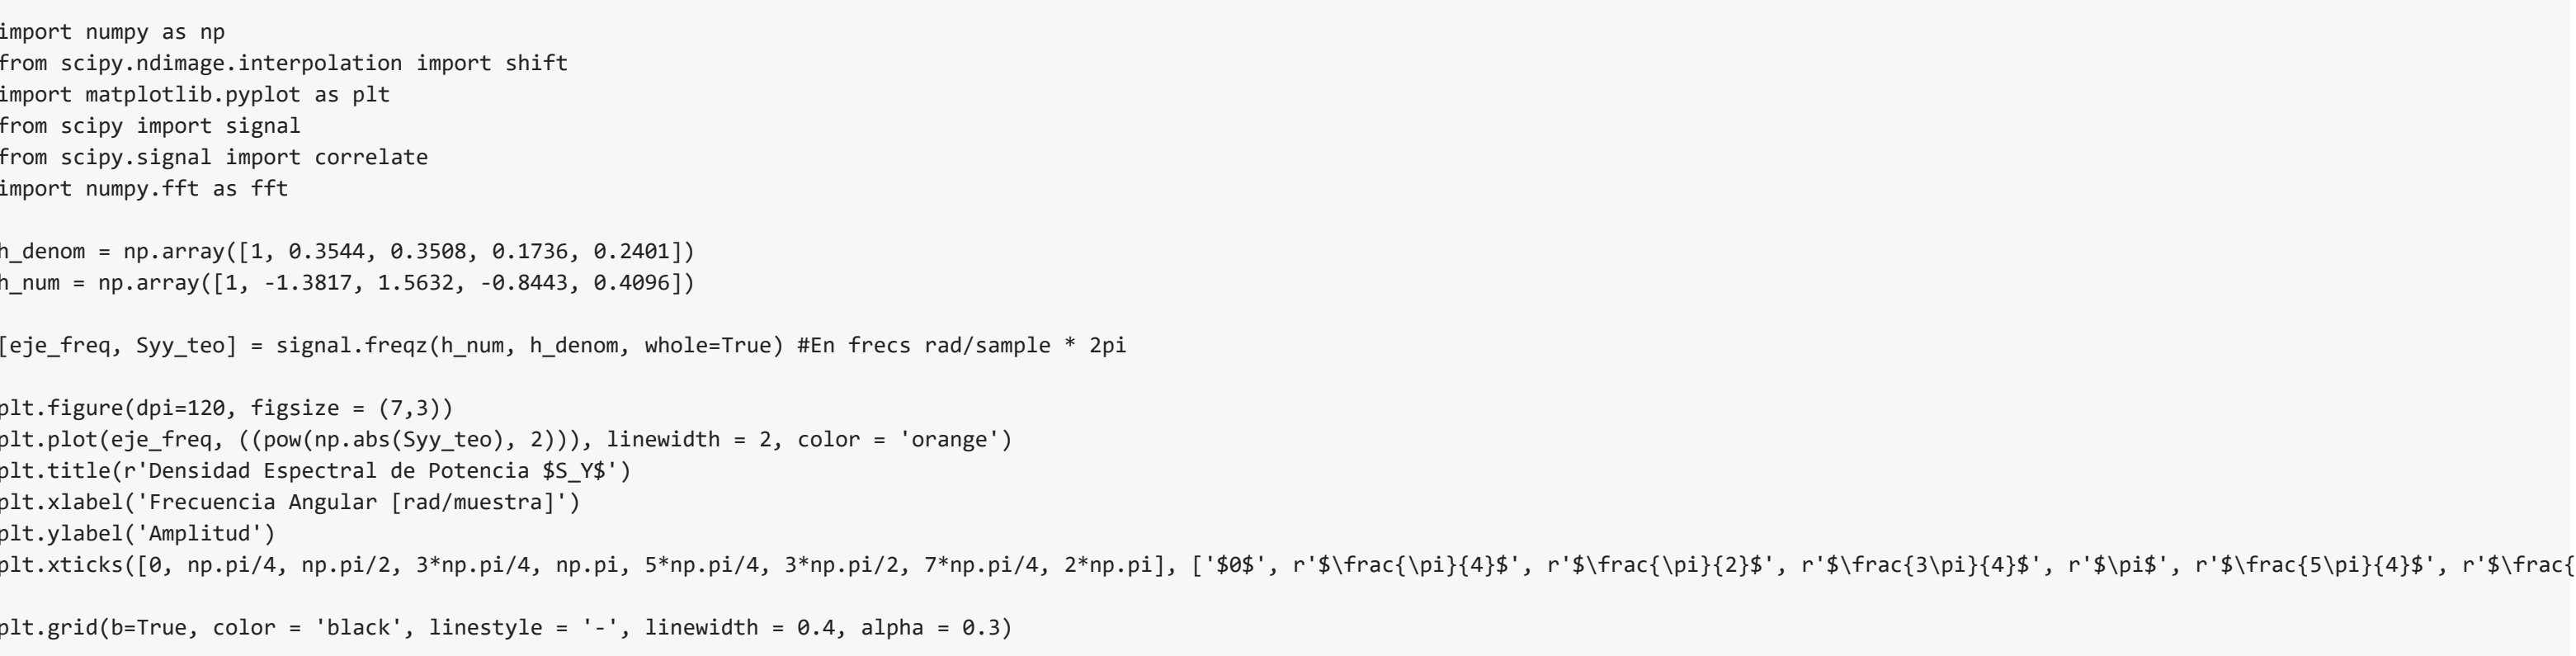 import numpy as np
from scipy.ndimage.interpolation import shift
import matplotlib.pyplot as plt
from scipy import signal
from scipy.signal import correlate
import numpy.fft as fft
h_denom = np.array([1, 0.3544, 0.3508, 0.1736, 0.2401])
h_num = np.array([1, -1.3817, 1.5632, -0.8443, 0.4096])
[eje_freq, Syy_teo] = signal.freqz(h_num, h_denom, whole=True) #En frecs rad/sample * 2pi
plt.figure(dpi=120, figsize = (7,3))
plt.plot(eje_freq, ((pow(np.abs(Syy_teo), 2))), linewidth = 2, color = 'orange')
plt.title(r'Densidad Espectral de Potencia $S_Y$')
plt.xlabel('Frecuencia Angular [rad/muestra]')
plt.ylabel('Amplitud')
plt.xticks([0, np.pi/4, np.pi/2, 3*np.pi/4, np.pi, 5*np.pi/4, 3*np.pi/2, 7*np.pi/4, 2*np.pi], ['$0$', r'$\frac{\pi}{4}$', r'$\frac{\pi}{2}$', r'$\frac{3\pi}{4}$', r'$\pi$', r'$\frac{5\pi}{4}$', r'$\frac{
plt.grid(b=True, color = 'black', linestyle = '-', linewidth = 0.4, alpha = 0.3)